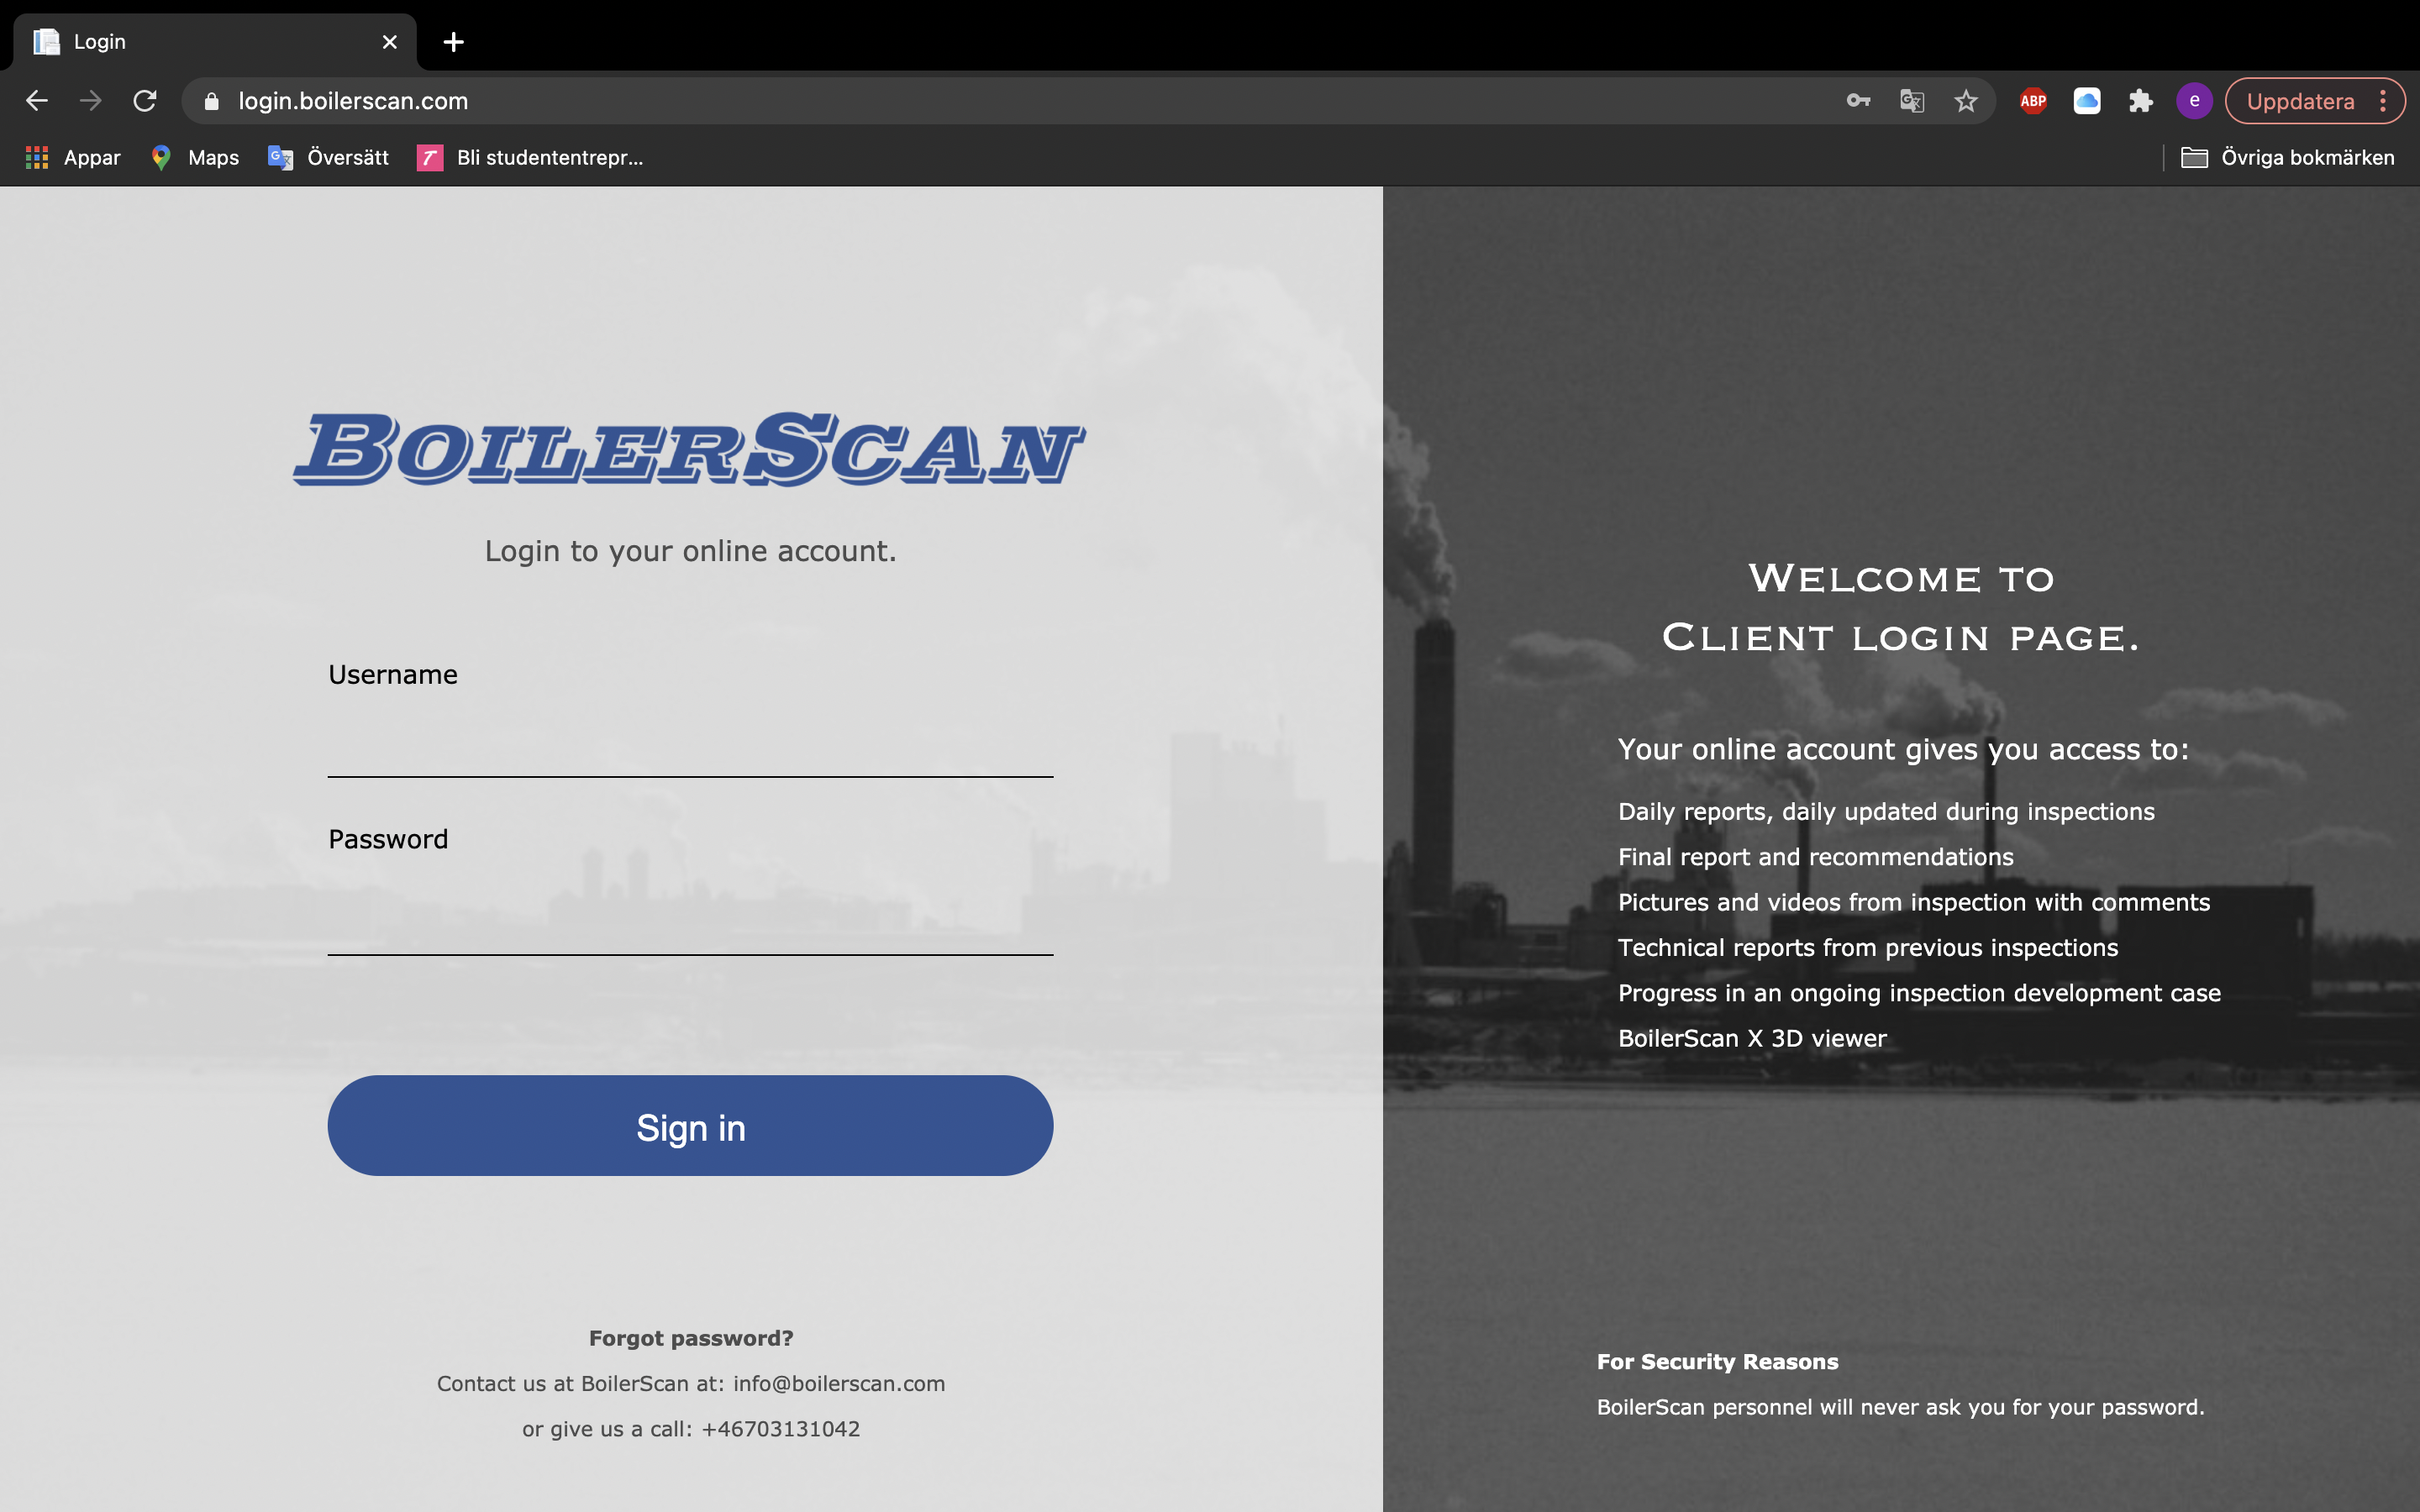 Login
login.boilerscan.com
ABP
e
Uppdatera
Appar
Maps
Översätt
Bli studententrepr...
Övriga bokmärken
BOILERSCAN
Login to your online account.
Username
Password
Sign in
Forgot password?
Contact us at BoilerScan at: info@boilerscan.com
or give us a call: +46703131042
WELCOME TO
CLIENT LOGIN PAGE.
Your online account gives you access to:
Daily reports, daily updated during inspections
Final report and recommendations
Pictures and videos from inspection with comments
Technical reports from previous inspections
Progress in an ongoing inspection development case
BoilerScan X 3D viewer
For Security Reasons
BoilerScan personnel will never ask you for your password.